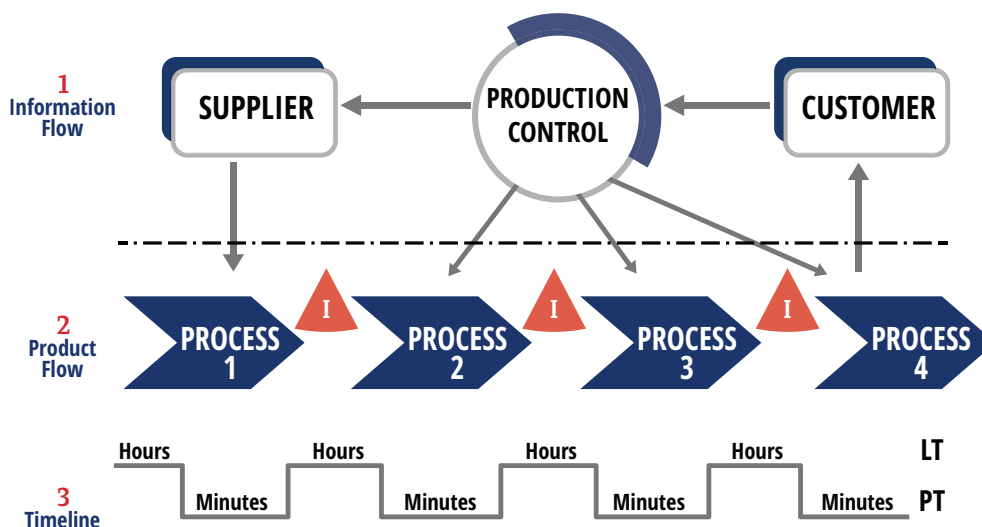 1
Information
Flow
SUPPLIER
PRODUCTION
CONTROL
CUSTOMER
2
Product
Flow
PROCESS
1
I
PROCESS
2
I
PROCESS
3
I
PROCESS
4
3
Timeline
Hours
Hours
Hours
Hours
LT
Minutes
Minutes
Minutes
Minutes
PT